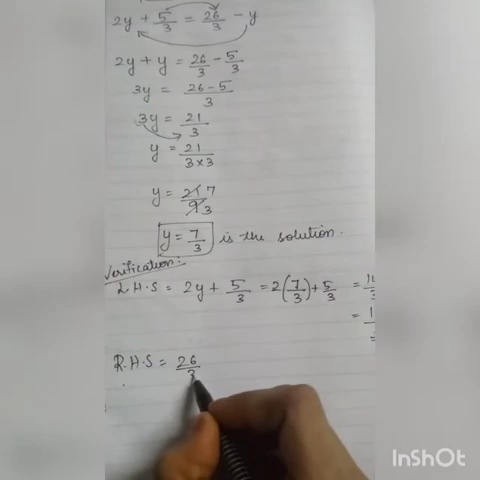 2y + 5/3 = 26/3 - y
2y + y = 26/3 - 5/3
3y = 26-5/3
3y = 21/3
y = 21/3×3
y = 21/9 7 3
y = 7/3 is the solution.
Verification:
L.H.S = 2y + 5/3 = 2(7/3) + 5/3 =
=
R.H.S = 26/3
InShOt